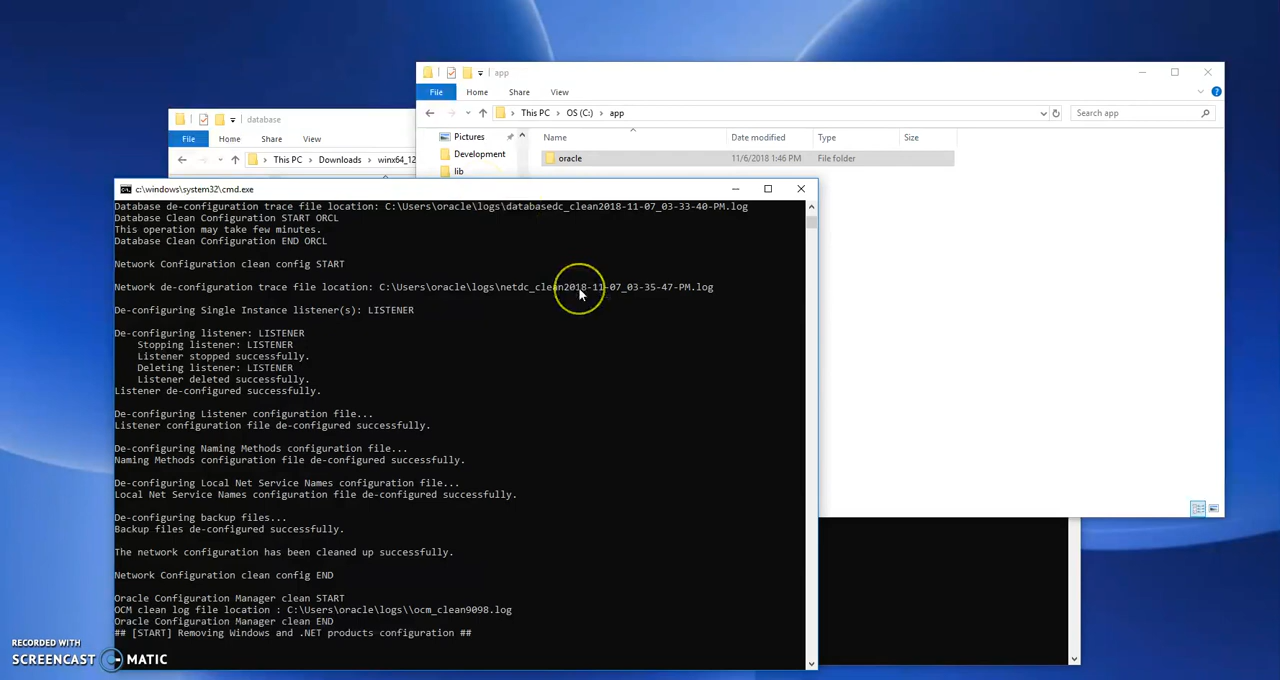 app
File Home Share View
This PC OS (C:) app
Search app
Pictures
Development
lib
Name Date modified Type Size
oracle 11/6/2018 1:46 PM File folder
database
File Home Share View
This PC Downloads winx64_12
c:\windows\system32\cmd.exe
Database de-configuration trace file location: C:\Users\oracle\logs\databasedc_clean2018-11-07_03-33-40-PM.log
Database Clean Configuration START ORCL
This operation may take few minutes.
Database Clean Configuration END ORCL
Network Configuration clean config START
Network de-configuration trace file location: C:\Users\oracle\logs\netdc_clean2018-11-07_03-35-47-PM.log
De-configuring Single Instance listener(s): LISTENER
De-configuring listener: LISTENER
Stopping listener: LISTENER
Listener stopped successfully.
Deleting listener: LISTENER
Listener deleted successfully.
Listener de-configured successfully.
De-configuring Listener configuration file...
Listener configuration file de-configured successfully.
De-configuring Naming Methods configuration file...
Naming Methods configuration file de-configured successfully.
De-configuring Local Net Service Names configuration file...
Local Net Service Names configuration file de-configured successfully.
De-configuring backup files...
Backup files de-configured successfully.
The network configuration has been cleaned up successfully.
Network Configuration clean config END
Oracle Configuration Manager clean START
OCM clean log file location : C:\Users\oracle\logs\\ocm_clean9098.log
Oracle Configuration Manager clean END
## [START] Removing Windows and .NET products configuration ##
RECORDED WITH
SCREENCAST-O-MATIC